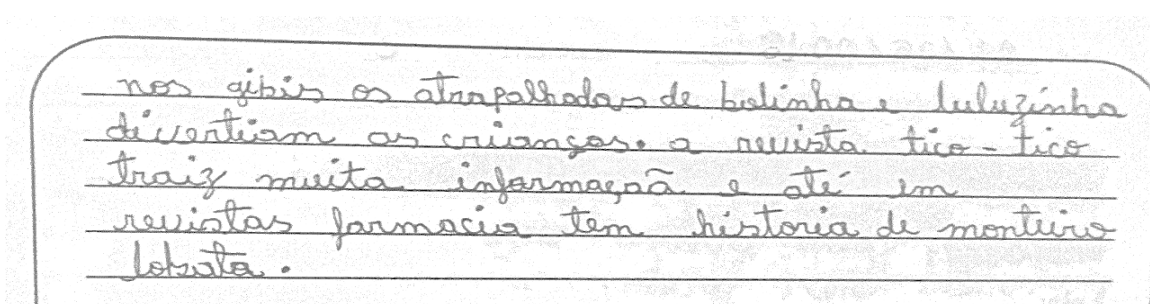 nos gibis as atrapalhadas de bolinha e luluzinha
divertiam as crianças. a revista tico-tico
traiz muita informaçaã e até em
revistas farmacia tem historia de monteiro
lobato.